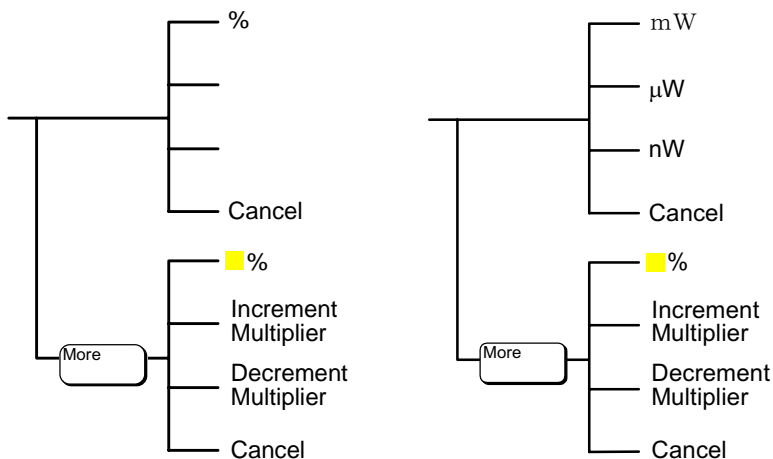 %
Cancel
%
Increment
Multiplier
More
Decrement
Multiplier
Cancel
mW
μW
nW
Cancel
%
Increment
Multiplier
More
Decrement
Multiplier
Cancel